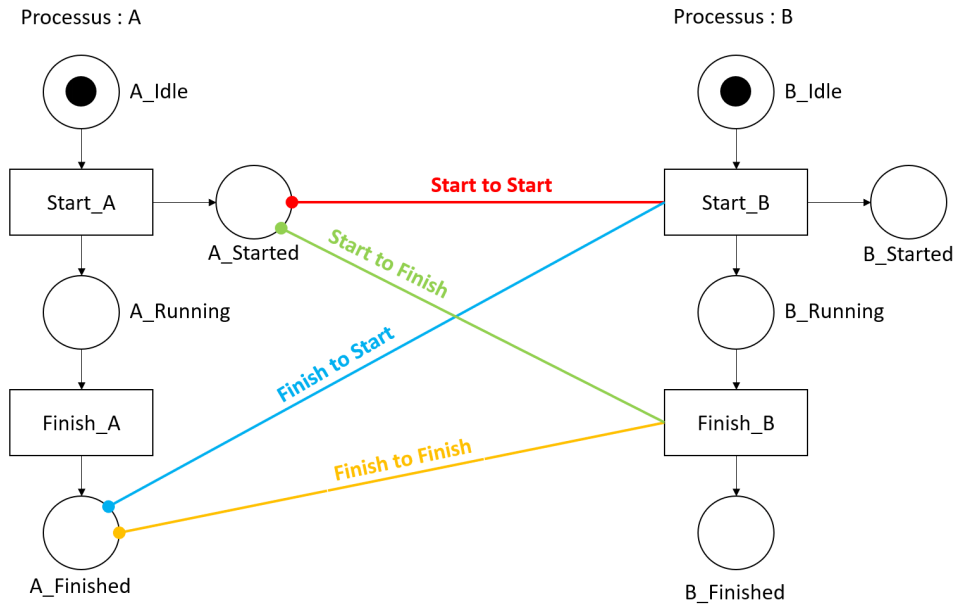 Processus : A
Processus : B
A_Idle
B_Idle
Start_A
Start to Start
Start_B
A_Started
Start to Finish
B_Started
A_Running
B_Running
Finish to Start
Finish_A
Finish_B
Finish to Finish
A_Finished
B_Finished